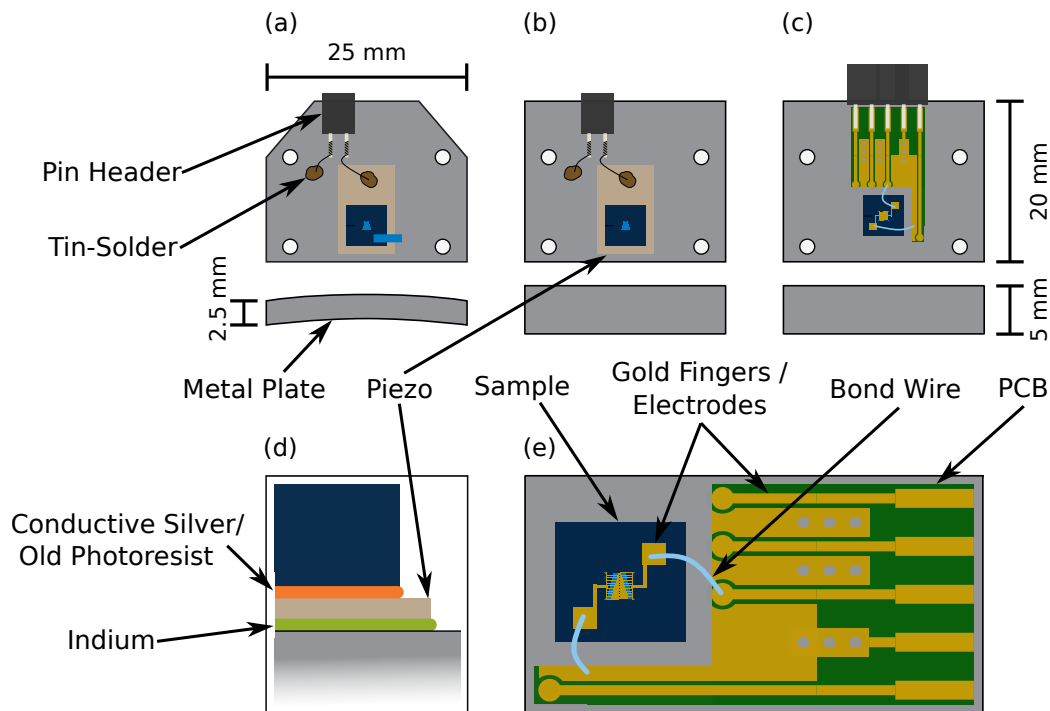 (a)
(b)
(c)
25 mm
Pin Header
Tin-Solder
20 mm
2.5 mm
5 mm
Metal Plate
Piezo
Sample
Gold Fingers /
Electrodes
Bond Wire
PCB
(d)
(e)
Conductive Silver/
Old Photoresist
Indium